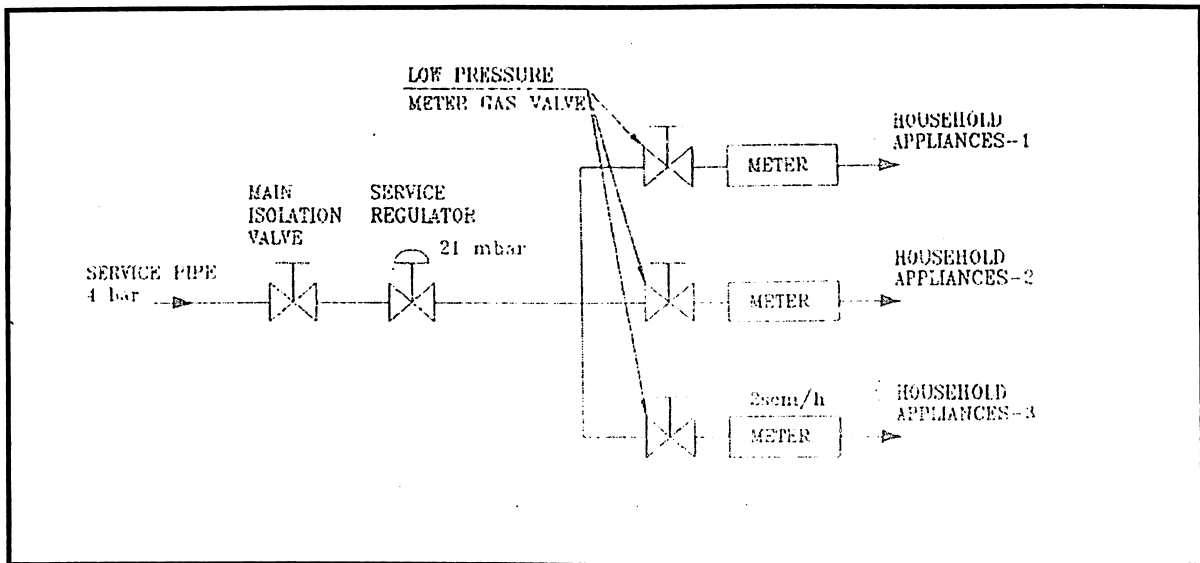 LOW PRESSURE
METER GAS VALVE
HOUSEHOLD
APPLIANCES-1
METER
MAIN
ISOLATION
VALVE
SERVICE
REGULATOR
21 mbar
SERVICE PIPE
4 bar
HOUSEHOLD
APPLIANCES-2
METER
2scm/h
METER
HOUSEHOLD
APPLIANCES-3